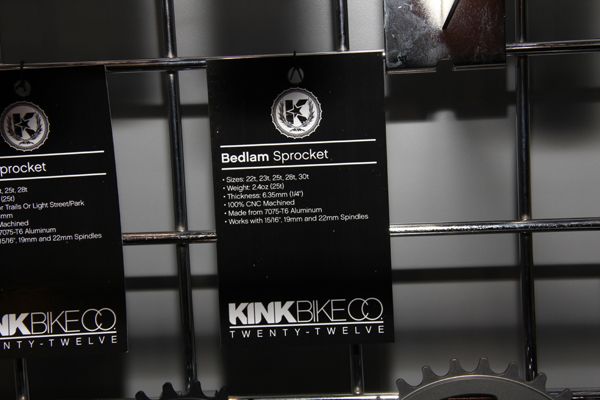 procket
25t, 28t
(25t)
or Trails Or Light Street/Park
mm
Machined
7075-T6 Aluminum
15/16", 19mm and 22mm Spindles
NKBIKECO
TWENTY-TWELVE
K
Bedlam Sprocket
• Sizes: 22t, 23t, 25t, 28t, 30t
• Weight: 2.4oz (25t)
• Thickness: 6.35mm (1/4")
• 100% CNC Machined
• Made from 7075-T6 Aluminum
• Works with 15/16", 19mm and 22mm Spindles
KINKBIKECO
TWENTY-TWELVE